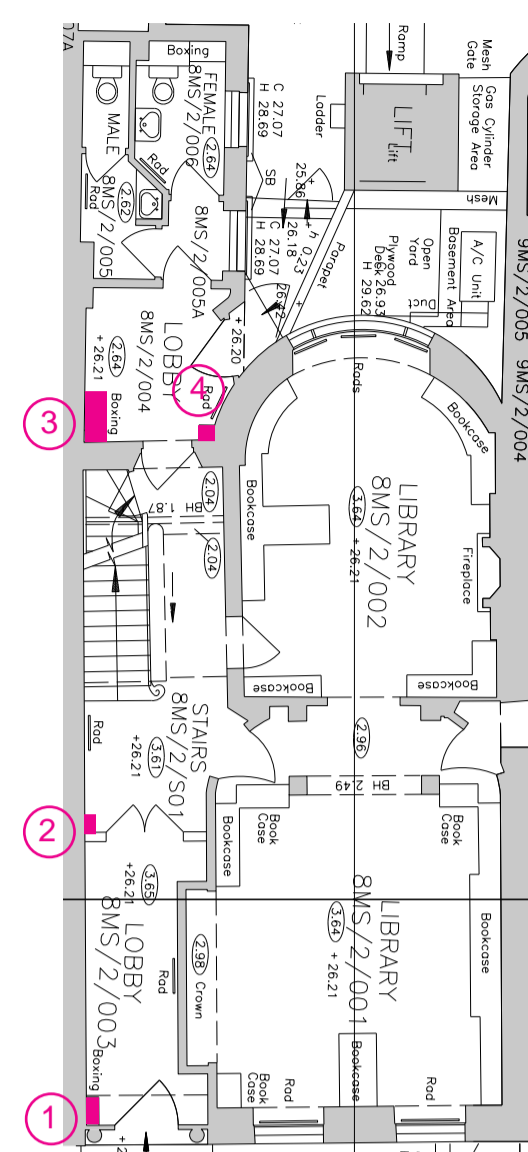 07A
Boxing
FEMALE
8MS/2/006
2.64
MALE
Rad
Rad
2.62
8MS/2/005
8MS/2/005A
C 27.07
H 28.69
SB
C 27.07
H 28.69
Ladder
25.86
26.18
h 0.23
26.42
Parapet
Ramp
LIFT
Lift
Mesh
Gate
Gas Cylinder
Storage Area
Mesh
A/C Unit
Basement Area
Open
Yard
Duct
Plywood
Deck 26.93
H 29.62
9MS/2/005
9MS/2/004
LOBBY
8MS/2/004
2.64
+ 26.21
Boxing
+ 26.20
Rad
3
4
Rads
Bookcase
Bookcase
LIBRARY
8MS/2/002
3.64
+ 26.21
Fireplace
Bookcase
Bookcase
2.04
BH 1.87
2.04
STAIRS
8MS/2/S01
3.61
+26.21
Rad
2.96
BH 2.49
2
Bookcase
Book
Case
Book
Case
LOBBY
8MS/2/003
3.65
+26.21
Rad
Boxing
2.98
Crown
LIBRARY
8MS/2/001
3.64
+ 26.21
Bookcase
Bookcase
Book
Case
Rad
Rad
1